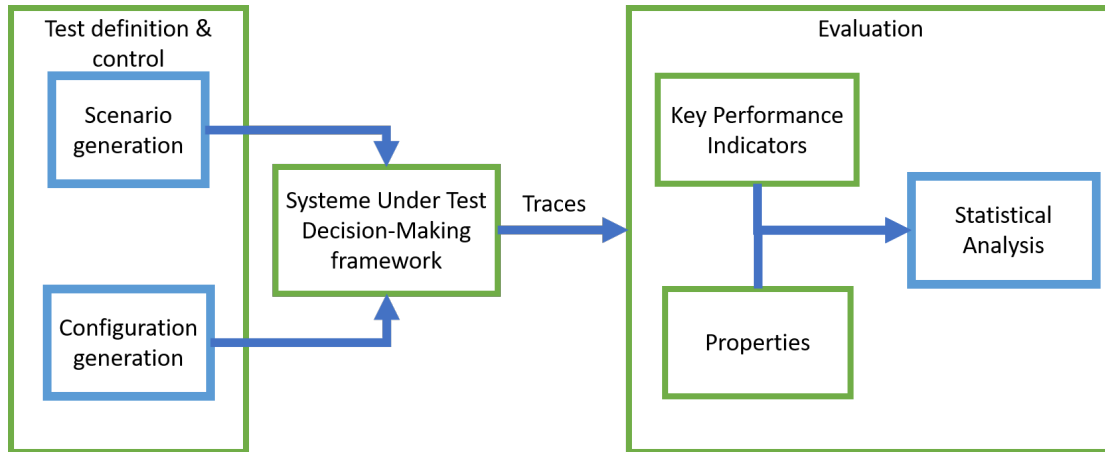 Test definition &
control
Scenario
generation
Configuration
generation
Systeme Under Test
Decision-Making
framework
Traces
Evaluation
Key Performance
Indicators
Properties
Statistical
Analysis